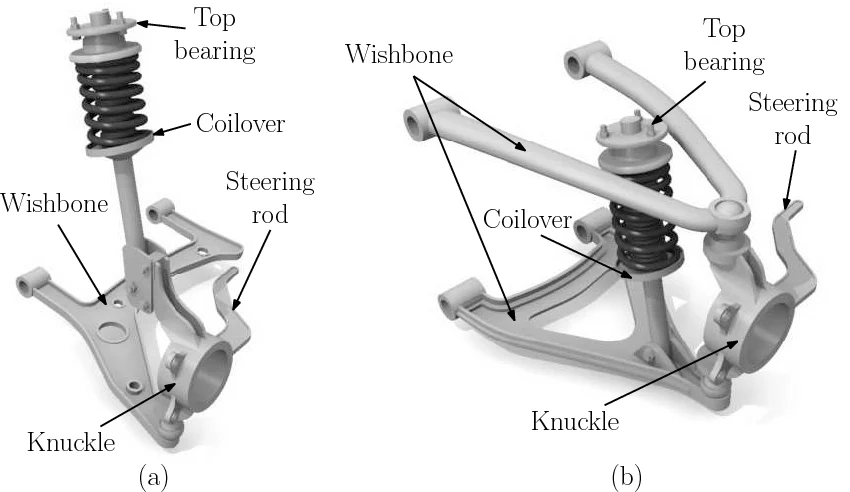 Top
bearing
Coilover
Steering
rod
Wishbone
Knuckle
(a)
Wishbone
Top
bearing
Steering
rod
Coilover
Knuckle
(b)